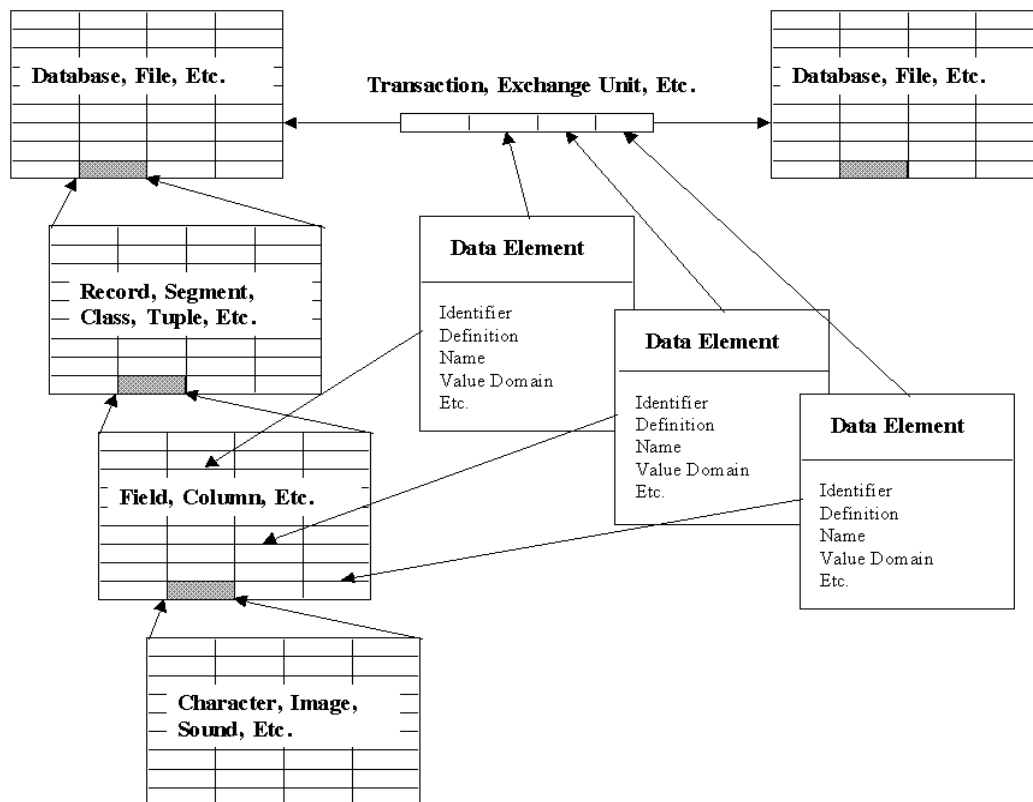 Database, File, Etc.
Transaction, Exchange Unit, Etc.
Database, File, Etc.
Record, Segment,
Class, Tuple, Etc.
Data Element
Identifier
Definition
Name
Value Domain
Etc.
Data Element
Identifier
Definition
Name
Value Domain
Etc.
Data Element
Identifier
Definition
Name
Value Domain
Etc.
Field, Column, Etc.
Character, Image,
Sound, Etc.